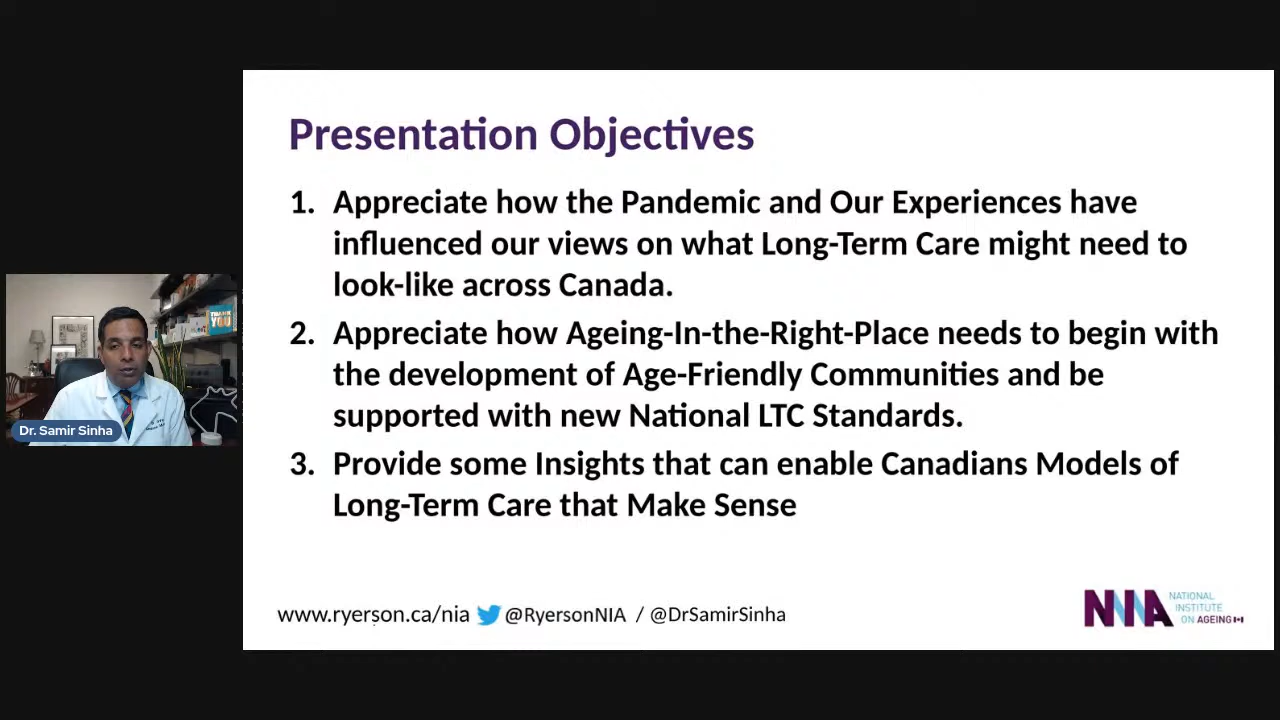 Presentation Objectives
1. Appreciate how the Pandemic and Our Experiences have
influenced our views on what Long-Term Care might need to
look-like across Canada.
2. Appreciate how Ageing-In-the-Right-Place needs to begin with
the development of Age-Friendly Communities and be
supported with new National LTC Standards.
3. Provide some Insights that can enable Canadians Models of
Long-Term Care that Make Sense
THANK
YOU
Dr. Samir Sinha
www.ryerson.ca/nia @RyersonNIA / @DrSamirSinha
NIA NATIONAL
INSTITUTE
ON AGEING